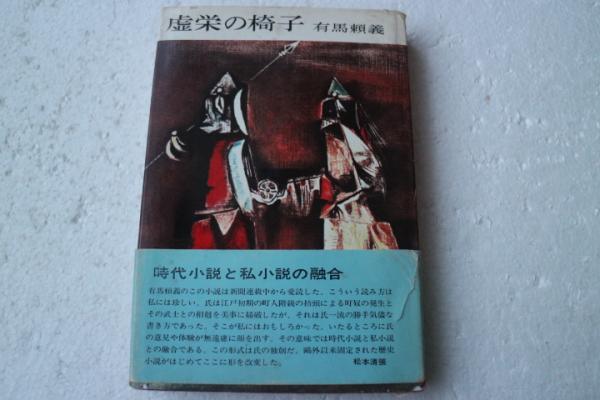 虚栄の椅子 有馬頼義
時代小説と私小説の融合
有馬頼義のこの小説は新聞連載中から愛読した。こういう読み方は
私には珍しい。氏は江戸初期の町人階級の抬頭による町奴の発生と
その武士との相剋を美事に描破したが、それは氏一流の勝手気儘な
書き方であった。そこが私にはおもしろかった。いたるところに氏
の意見や体験が無遠慮に顔を出す。その意味では時代小説と私小説
との融合である。この形式は氏の独創だ。鷗外以来固定された歴史
小説がはじめてここに形を改変した。 松本清張